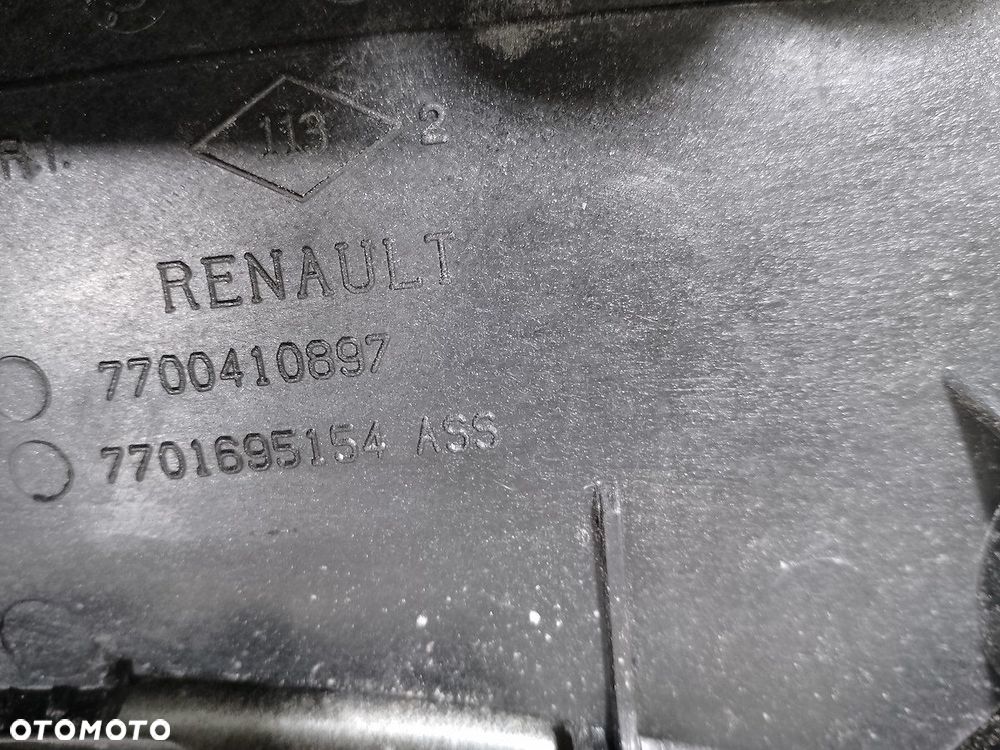 113 2
R.I.
RENAULT
7700410897
7701695154 ASS
OTOMOTO